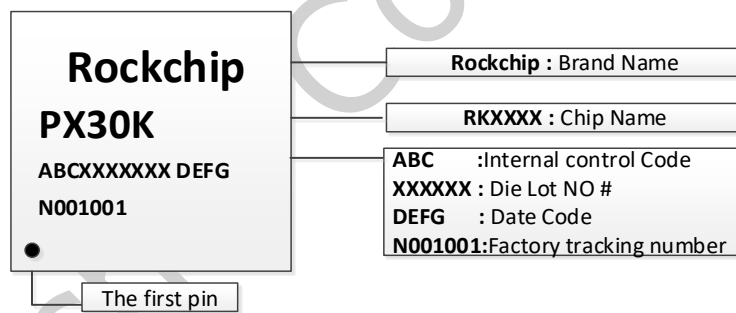 Rockchip
PX30K
ABCXXXXXXX DEFG
N001001
The first pin
Rockchip : Brand Name
RKXXXX : Chip Name
ABC :Internal control Code
XXXXXX : Die Lot NO #
DEFG : Date Code
N001001:Factory tracking number